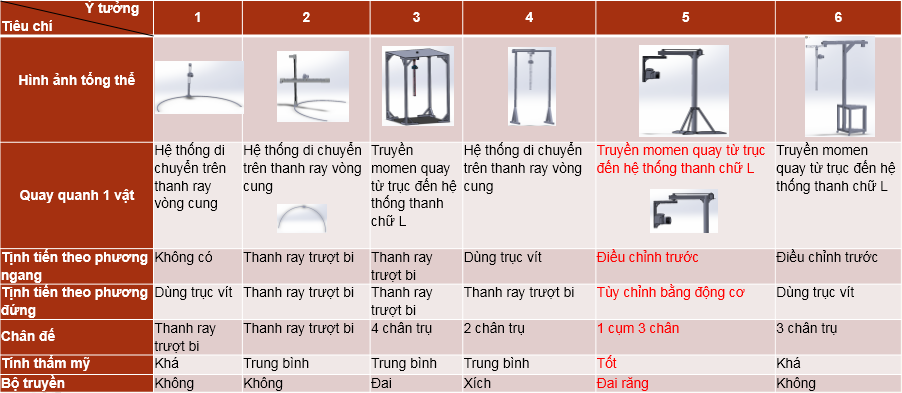 Ý tưởng
Tiêu chí
1
2
3
4
5
6
Hình ảnh tổng thể
Quay quanh 1 vật
Hệ thống di
chuyển trên
thanh ray
vòng cung
Hệ thống di chuyển
trên thanh ray vòng
cung
Truyền
momen quay
từ trục đến hệ
thống thanh
chữ L
Hệ thống di chuyển
trên thanh ray vòng
cung
Truyền momen quay từ trục
đến hệ thống thanh chữ L
Truyền momen
quay từ trục đến hệ
thống thanh chữ L
Tịnh tiến theo phương
ngang
Không có
Thanh ray trượt bi
Thanh ray
trượt bi
Dùng trục vít
Điều chỉnh trước
Điều chỉnh trước
Tịnh tiến theo phương
đứng
Dùng trục vít
Thanh ray trượt bi
Thanh ray
trượt bi
Thanh ray trượt bi
Tùy chỉnh bằng động cơ
Dùng trục vít
Chân đế
Thanh ray
trượt bi
Thanh ray trượt bi
4 chân trụ
2 chân trụ
1 cụm 3 chân
3 chân trụ
Tính thẩm mỹ
Khá
Trung bình
Trung bình
Trung bình
Tốt
Khá
Bộ truyền
Không
Không
Đai
Xích
Đai răng
Không